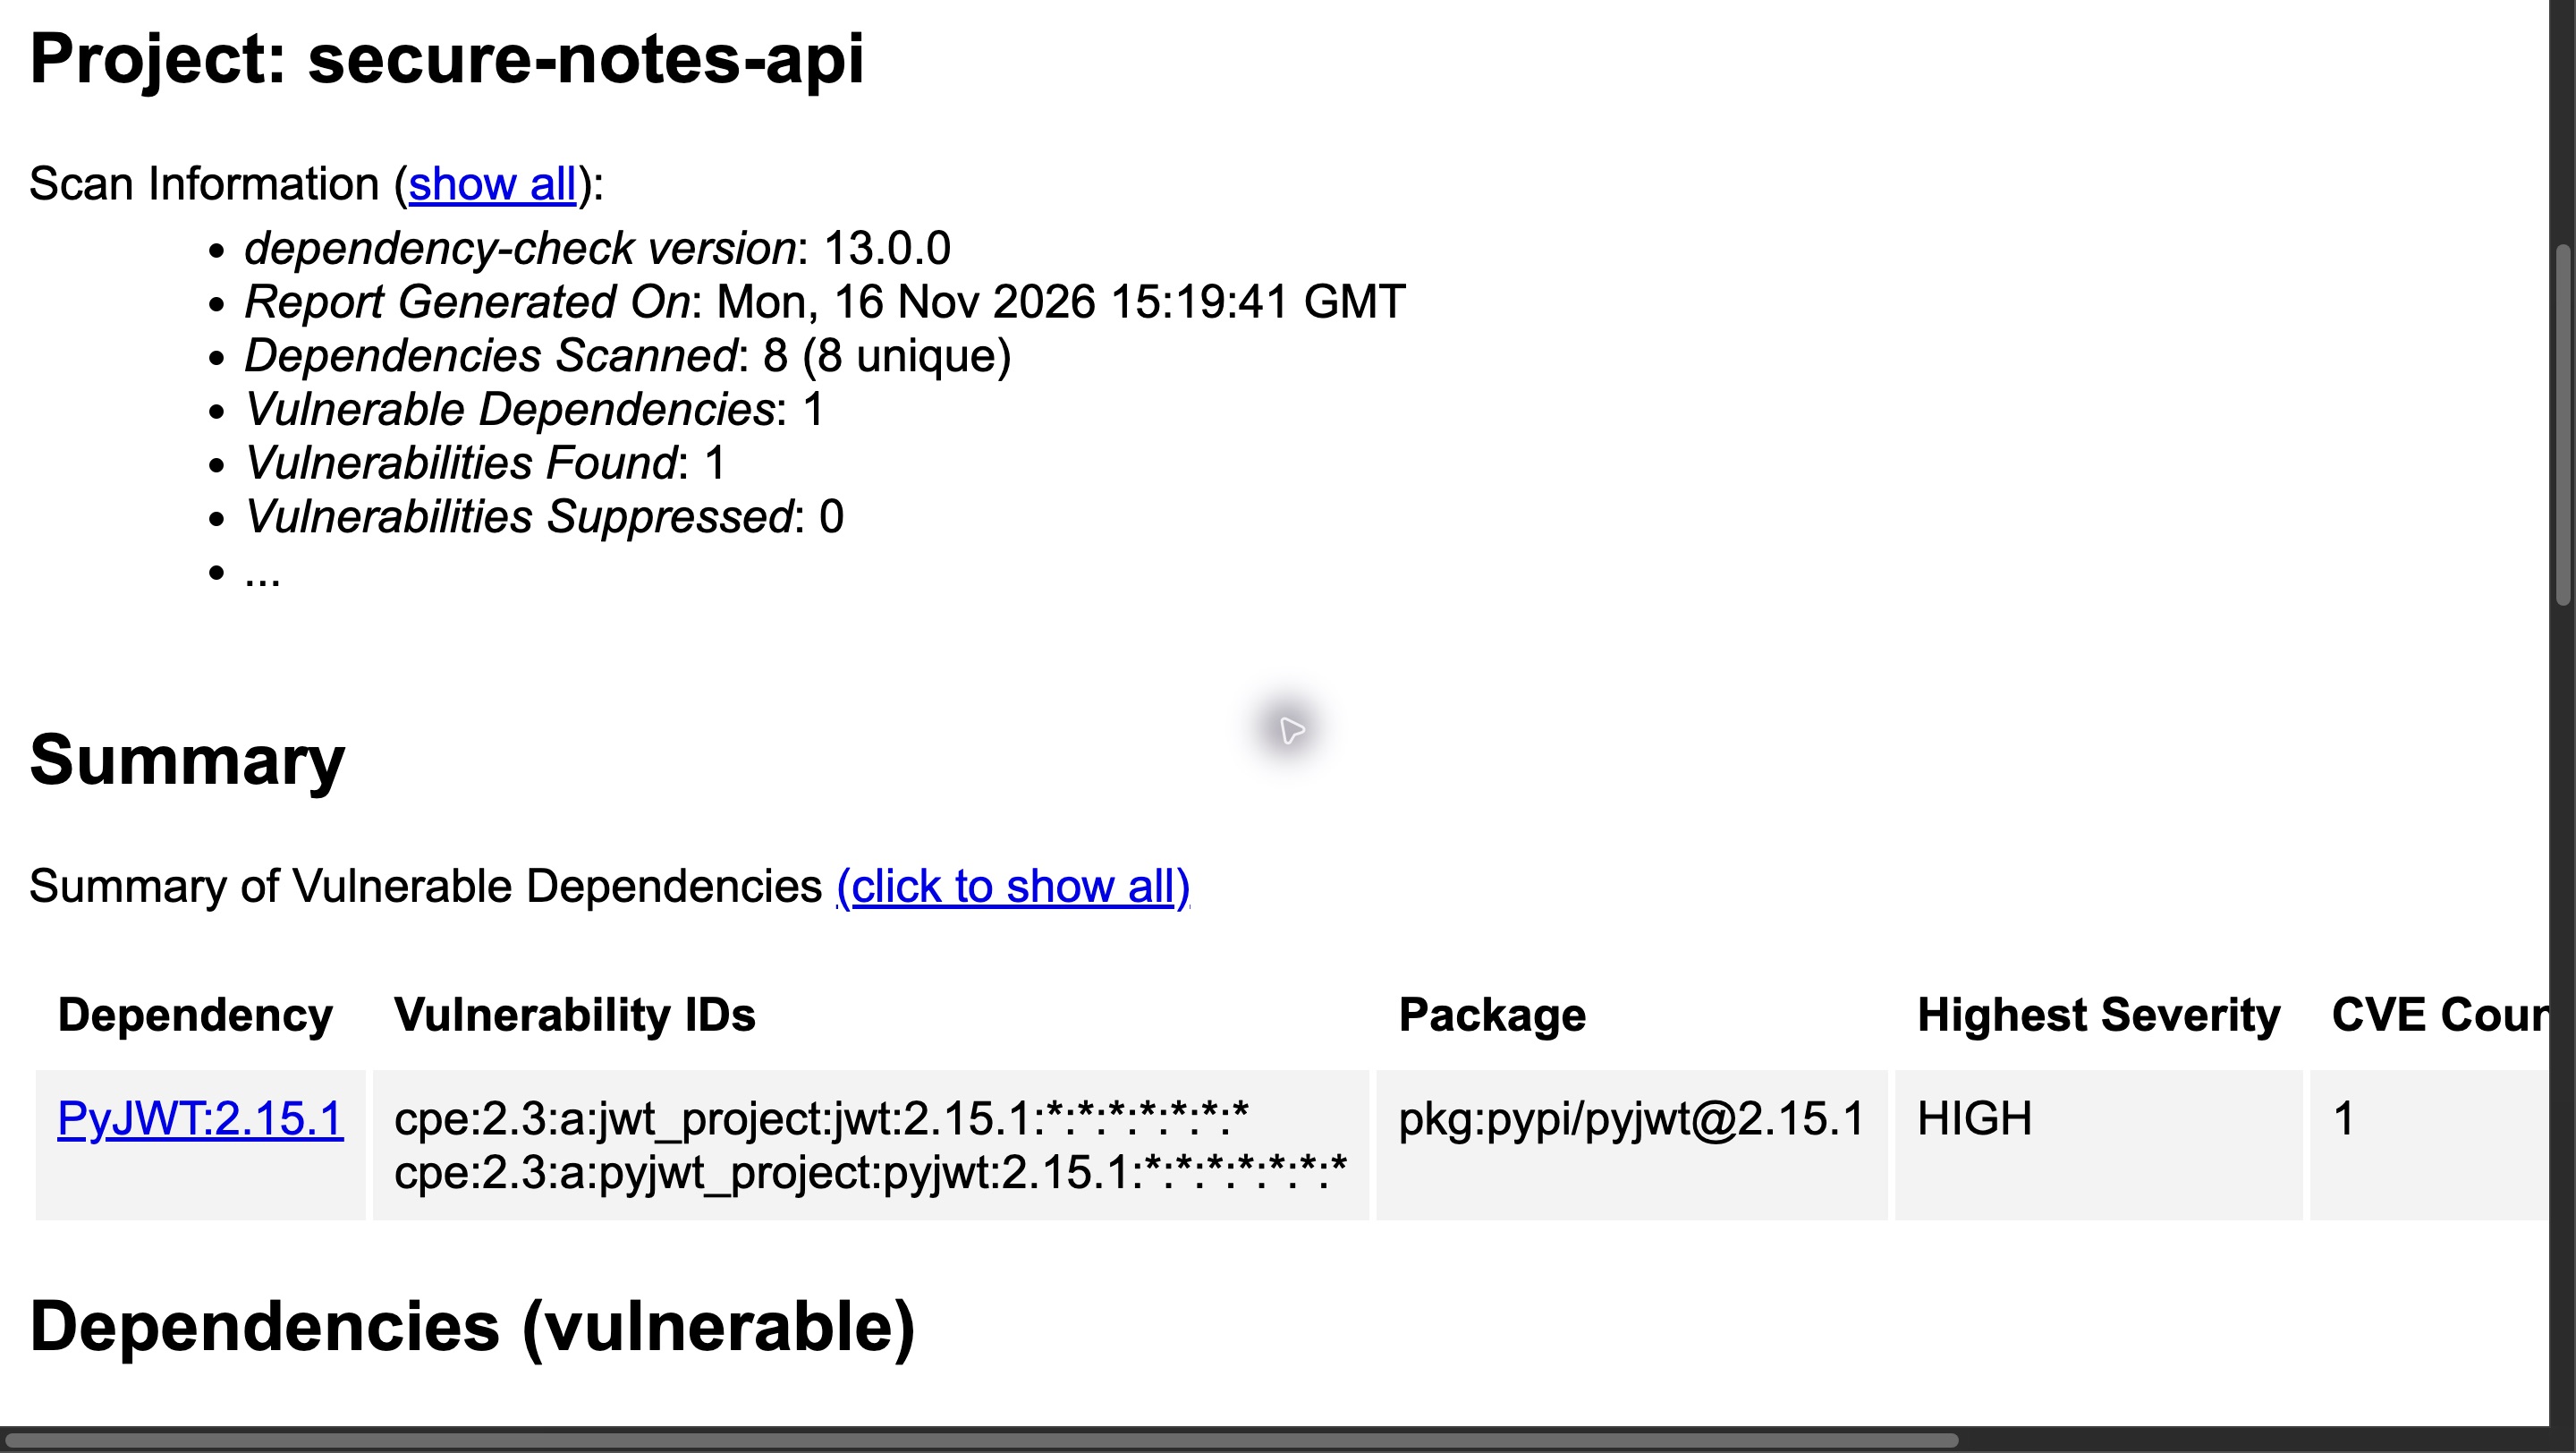 Project: secure-notes-api
Scan Information (show all):
• dependency-check version: 13.0.0
• Report Generated On: Mon, 16 Nov 2026 15:19:41 GMT
• Dependencies Scanned: 8 (8 unique)
• Vulnerable Dependencies: 1
• Vulnerabilities Found: 1
• Vulnerabilities Suppressed: 0
• ...
Summary
Summary of Vulnerable Dependencies (click to show all)
Dependency Vulnerability IDs Package Highest Severity CVE Coun
PyJWT:2.15.1 cpe:2.3:a:jwt_project:jwt:2.15.1:*:*:*:*:*:*:* pkg:pypi/pyjwt@2.15.1 HIGH 1
cpe:2.3:a:pyjwt_project:pyjwt:2.15.1:*:*:*:*:*:*:*
Dependencies (vulnerable)